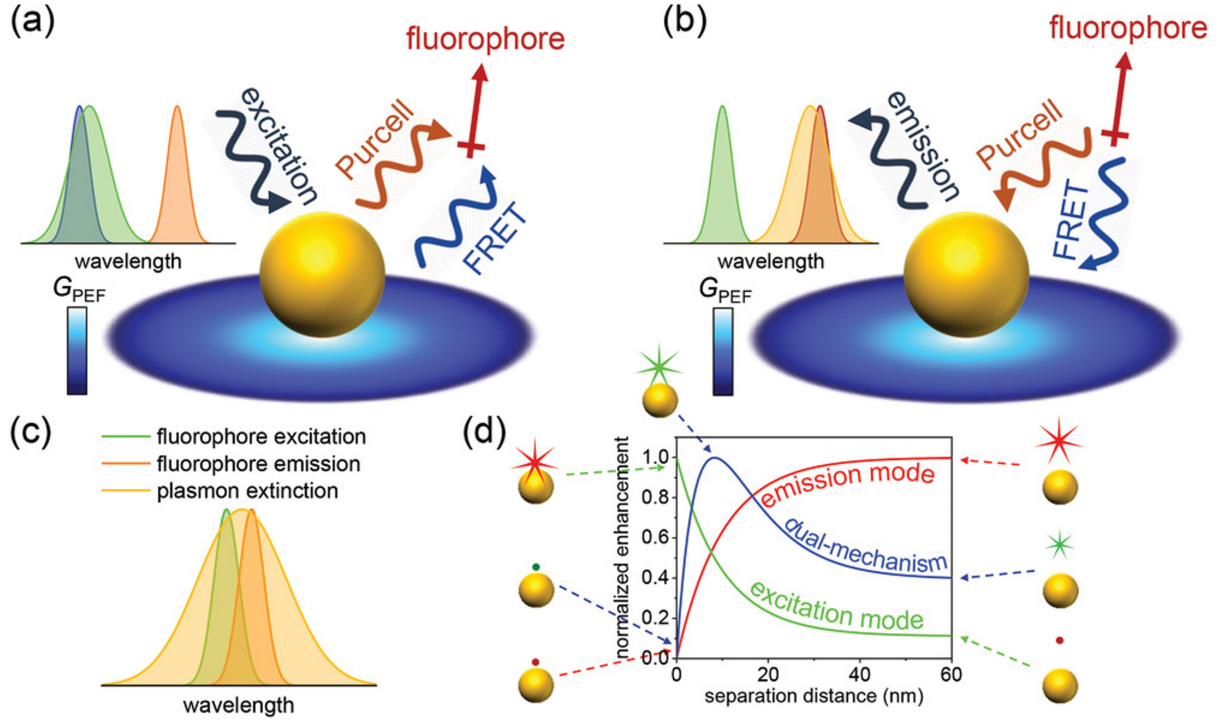 (a)
fluorophore
excitation
Purcell
FRET
wavelength
G_PEF
(b)
fluorophore
emission
Purcell
FRET
wavelength
G_PEF
(c)
fluorophore excitation
fluorophore emission
plasmon extinction
wavelength
(d)
normalized enhancement
1.0
0.8
0.6
0.4
0.2
0.0
emission mode
dual-mechanism
excitation mode
0 20 40 60
separation distance (nm)